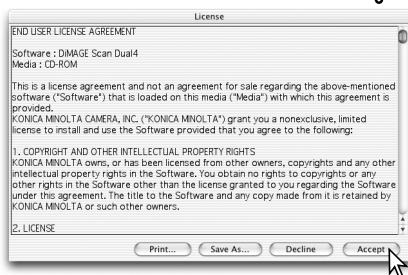 License
END USER LICENSE AGREEMENT
Software : DiMAGE Scan Dual4
Media : CD-ROM
This is a license agreement and not an agreement for sale regarding the above-mentioned
software ("Software") that is loaded on this media ("Media") with which this agreement is
provided.
KONICA MINOLTA CAMERA, INC. ("KONICA MINOLTA") grant you a nonexclusive, limited
license to install and use the Software provided that you agree to the following:
1. COPYRIGHT AND OTHER INTELLECTUAL PROPERTY RIGHTS
KONICA MINOLTA owns, or has been licensed from other owners, copyrights and any other
intellectual property rights in the Software. You obtain no rights to copyrights or any
other rights in the Software other than the license granted to you regarding the Software
under this agreement. The title to the Software and any copy made from it is retained by
KONICA MINOLTA or such other owners.
2. LICENSE
Print... Save As... Decline Accept